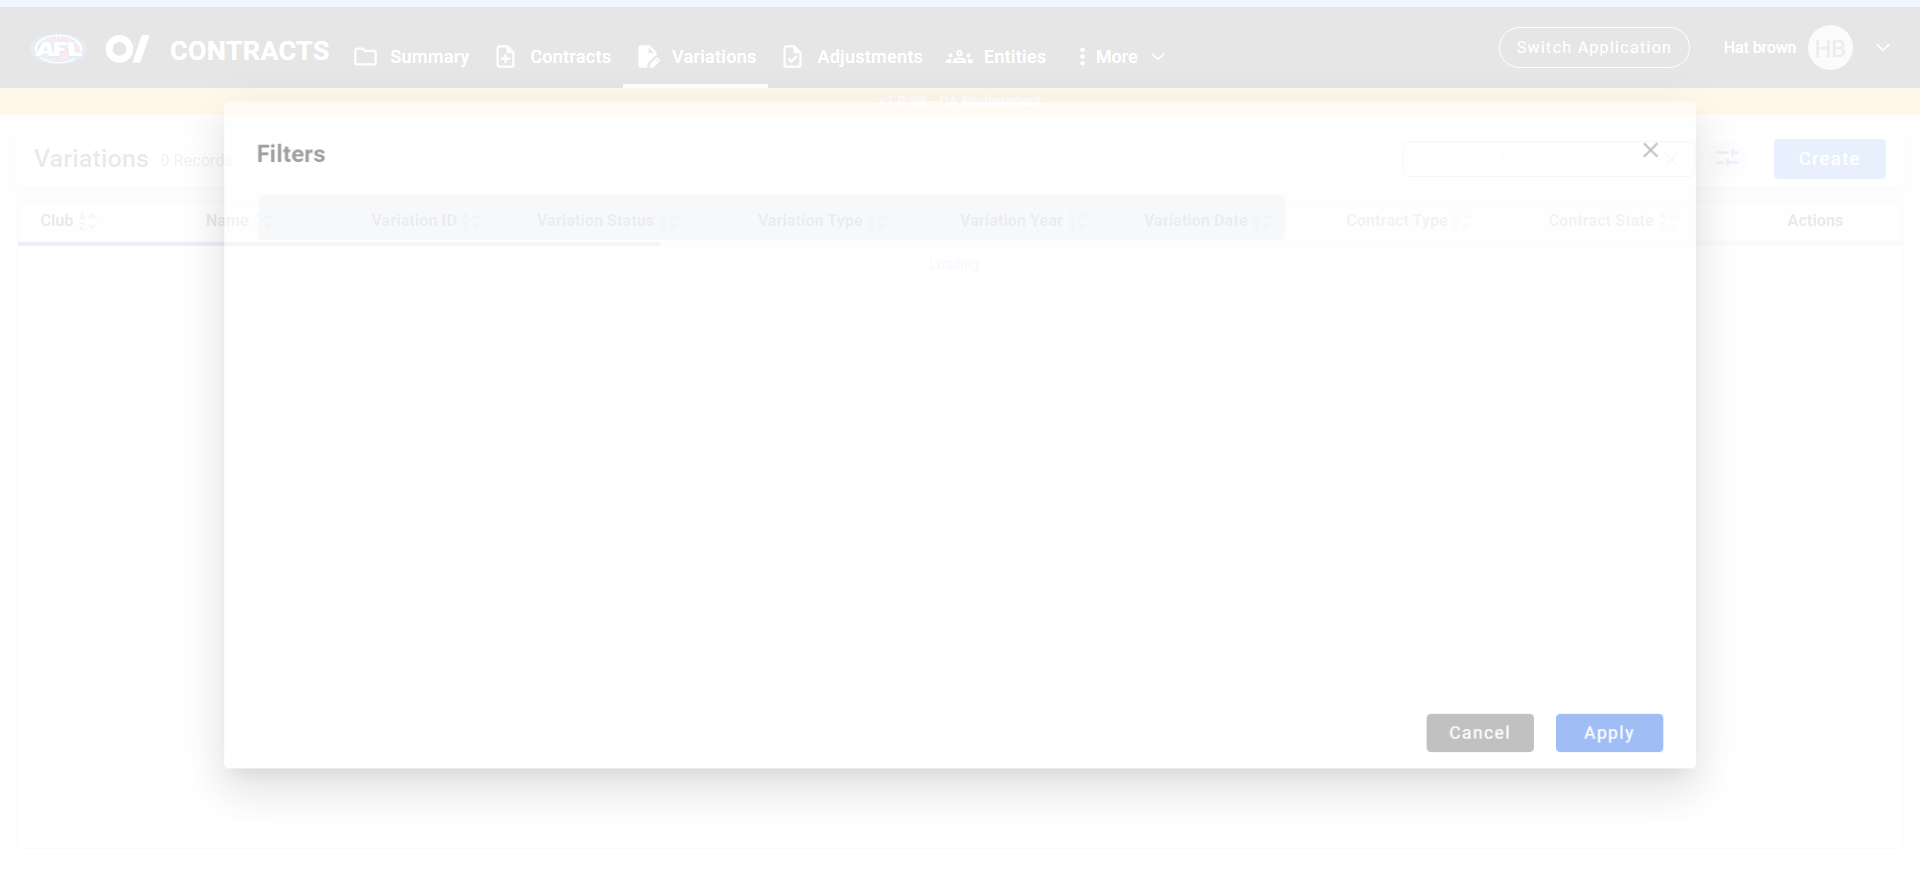 AFL
CONTRACTS
Summary
Contracts
Variations
Adjustments
Entities
More
Switch Application
Hat brown
HB
Filters
Variations
0 Records
Create
Club
Name
Variation ID
Variation Status
Variation Type
Variation Year
Variation Date
Contract Type
Contract State
Actions
Loading...
Cancel
Apply